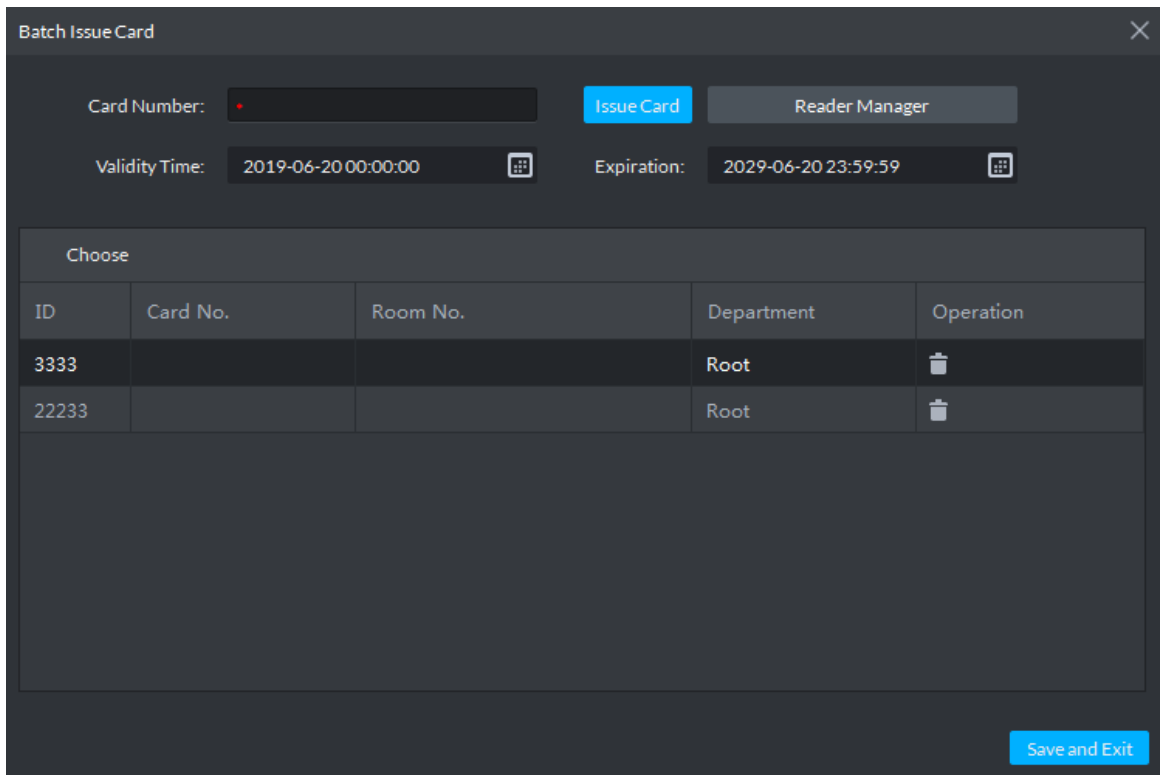 Batch Issue Card
Card Number: * Issue Card Reader Manager
Validity Time: 2019-06-20 00:00:00 Expiration: 2029-06-20 23:59:59
Choose
ID Card No. Room No. Department Operation
3333 Root
22233 Root
Save and Exit